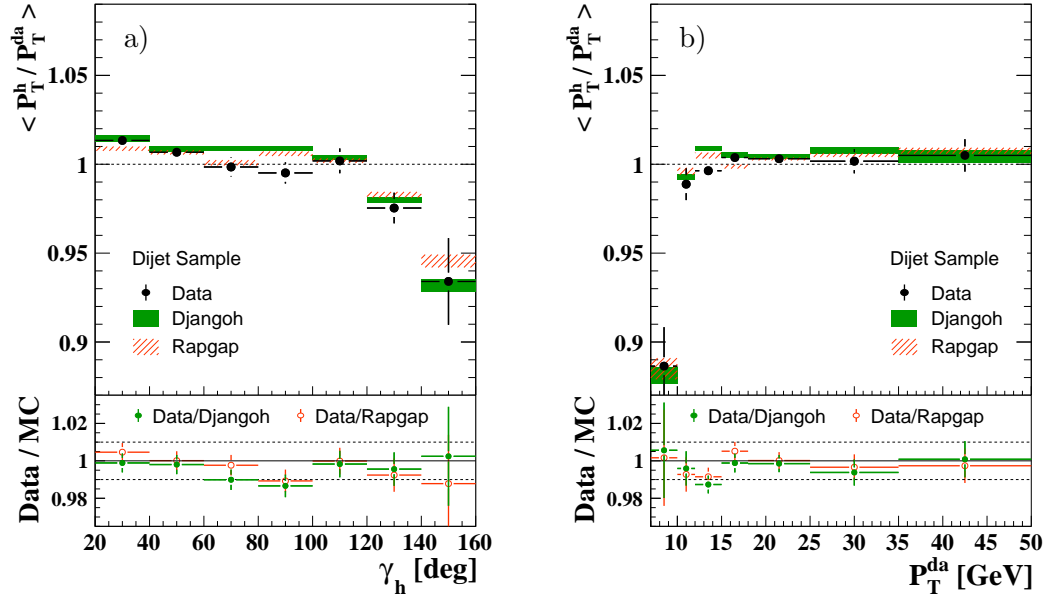 < P_T^h / P_T^da >
a)
1.05
1
0.95
0.9
Dijet Sample
Data
Djangoh
Rapgap
Data / MC
1.02
1
0.98
Data/Djangoh
Data/Rapgap
20 40 60 80 100 120 140 160
γ_h [deg]
< P_T^h / P_T^da >
b)
1.05
1
0.95
0.9
Dijet Sample
Data
Djangoh
Rapgap
Data / MC
1.02
1
0.98
Data/Djangoh
Data/Rapgap
10 15 20 25 30 35 40 45 50
P_T^da [GeV]